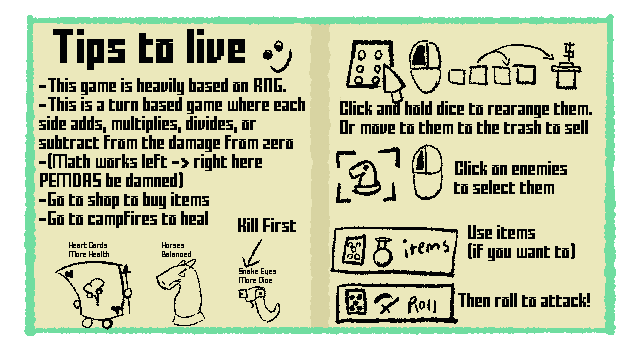 Tips to live
-This game is heavily based on RNG.
-This is a turn based game where each
side adds, multiplies, divides, or
subtract from the damage from zero
-(Math works left -> right here
PEMDAS be damned)
-Go to shop to buy items
-Go to campfires to heal
Kill First
Heart Cards
More Health
Horses
Balanced
Snake Eyes
More Dice
$
Click and hold dice to rearrange them.
Or move to them to the trash to sell
Click on enemies
to select them
items
Use items
(if you want to)
Roll
Then roll to attack!